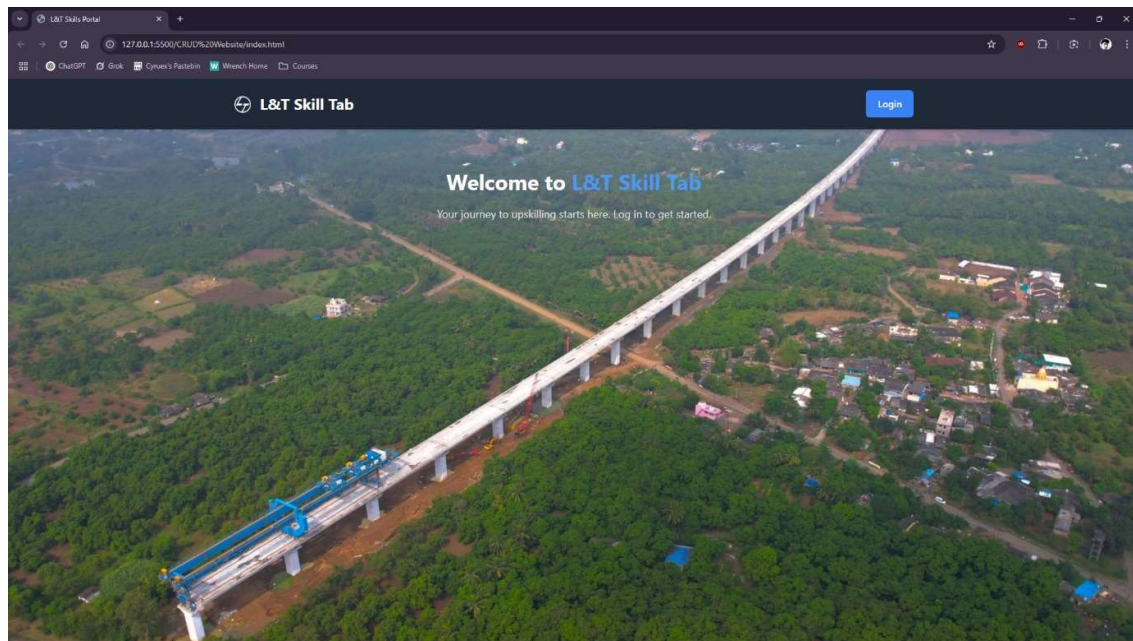 L&T Skills Portal
127.0.0.1:5500/CRUD%20Website/index.html
ChatGPT Grok Cyruex's Pastebin Wrench Home Courses
L&T Skill Tab
Login
Welcome to L&T Skill Tab
Your journey to upskilling starts here. Log in to get started.